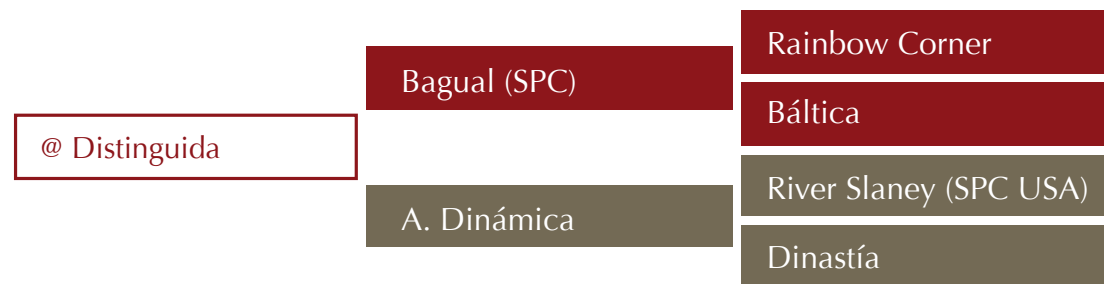 Rainbow Corner
Bagual (SPC)
Báltica
@ Distinguida
River Slaney (SPC USA)
A. Dinámica
Dinastía